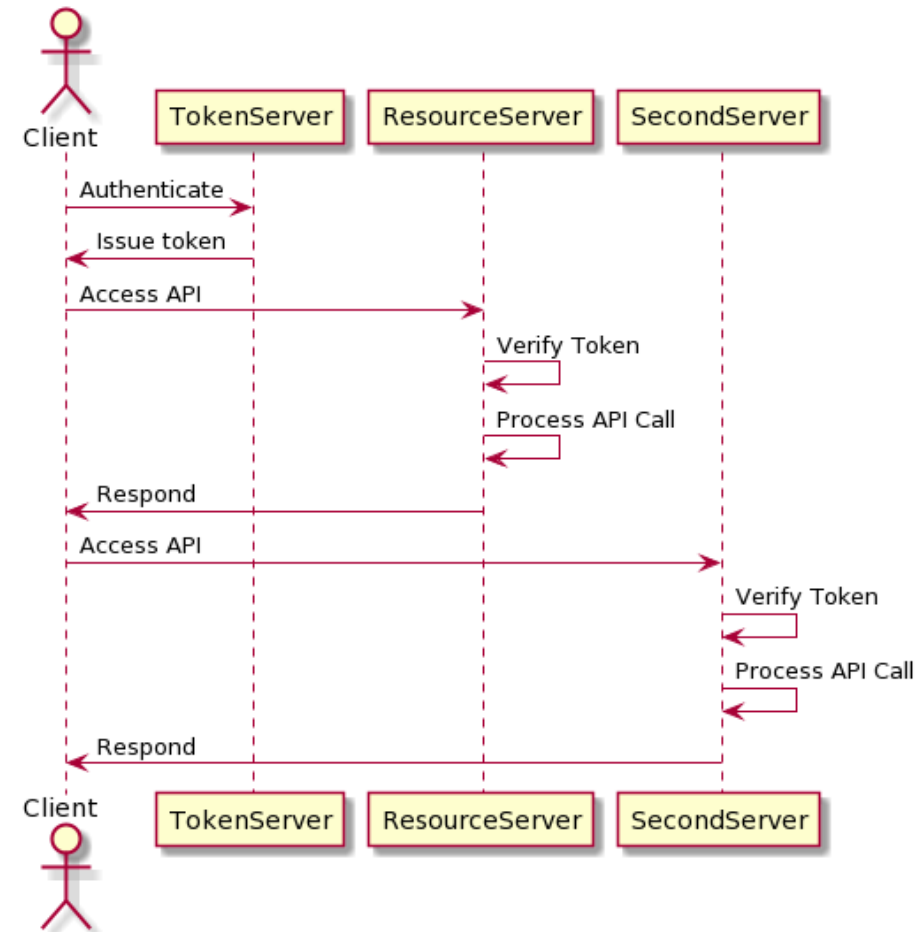 Client
TokenServer
ResourceServer
SecondServer
Authenticate
Issue token
Access API
Verify Token
Process API Call
Respond
Access API
Verify Token
Process API Call
Respond
Client
TokenServer
ResourceServer
SecondServer